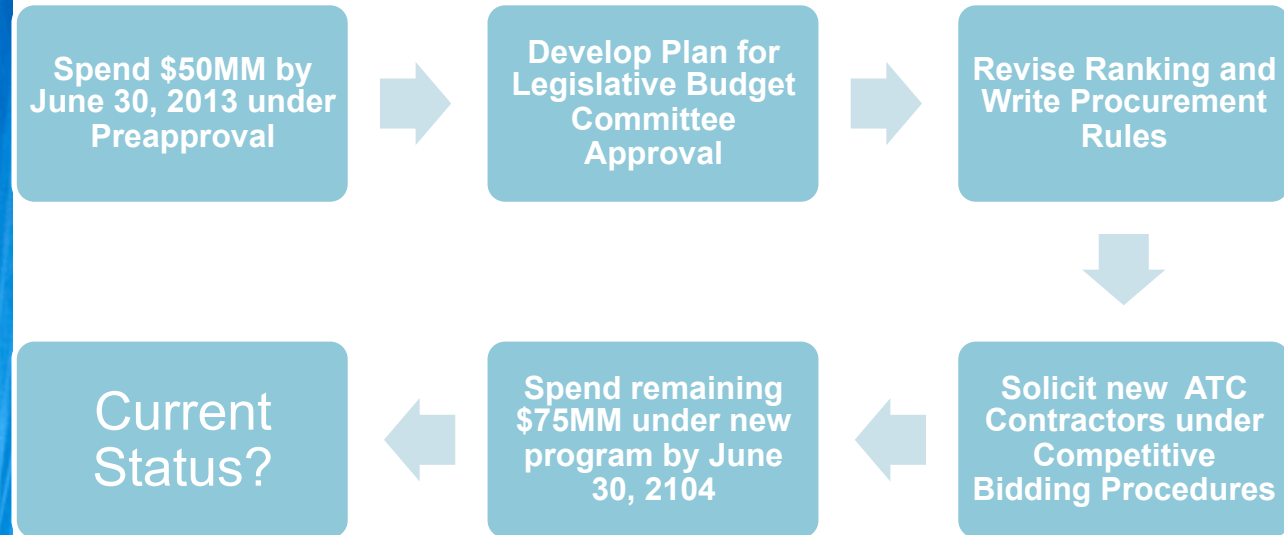 Spend $50MM by
June 30, 2013 under
Preapproval
Develop Plan for
Legislative Budget
Committee
Approval
Revise Ranking and
Write Procurement
Rules
Solicit new ATC
Contractors under
Competitive
Bidding Procedures
Spend remaining
$75MM under new
program by June
30, 2104
Current
Status?